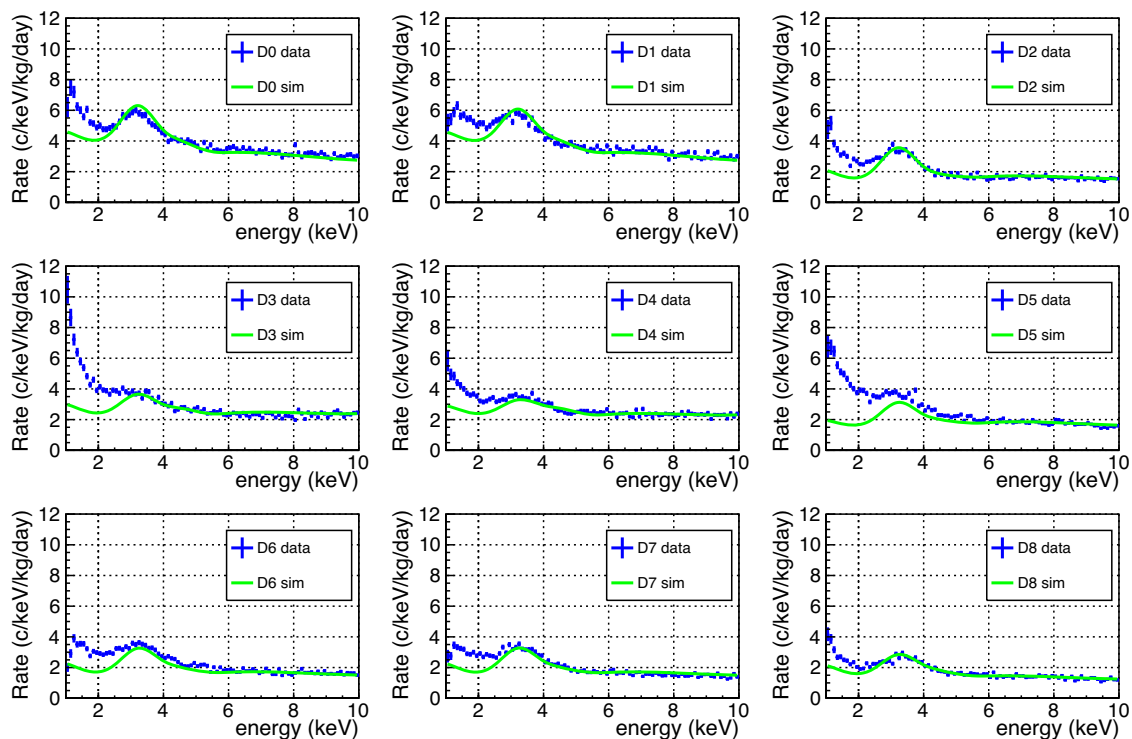 12
10
8
6
4
2
0
Rate (c/keV/kg/day)
D0 data
D0 sim
2 4 6 8 10
energy (keV)
12
10
8
6
4
2
0
Rate (c/keV/kg/day)
D1 data
D1 sim
2 4 6 8 10
energy (keV)
12
10
8
6
4
2
0
Rate (c/keV/kg/day)
D2 data
D2 sim
2 4 6 8 10
energy (keV)
12
10
8
6
4
2
0
Rate (c/keV/kg/day)
D3 data
D3 sim
2 4 6 8 10
energy (keV)
12
10
8
6
4
2
0
Rate (c/keV/kg/day)
D4 data
D4 sim
2 4 6 8 10
energy (keV)
12
10
8
6
4
2
0
Rate (c/keV/kg/day)
D5 data
D5 sim
2 4 6 8 10
energy (keV)
12
10
8
6
4
2
0
Rate (c/keV/kg/day)
D6 data
D6 sim
2 4 6 8 10
energy (keV)
12
10
8
6
4
2
0
Rate (c/keV/kg/day)
D7 data
D7 sim
2 4 6 8 10
energy (keV)
12
10
8
6
4
2
0
Rate (c/keV/kg/day)
D8 data
D8 sim
2 4 6 8 10
energy (keV)